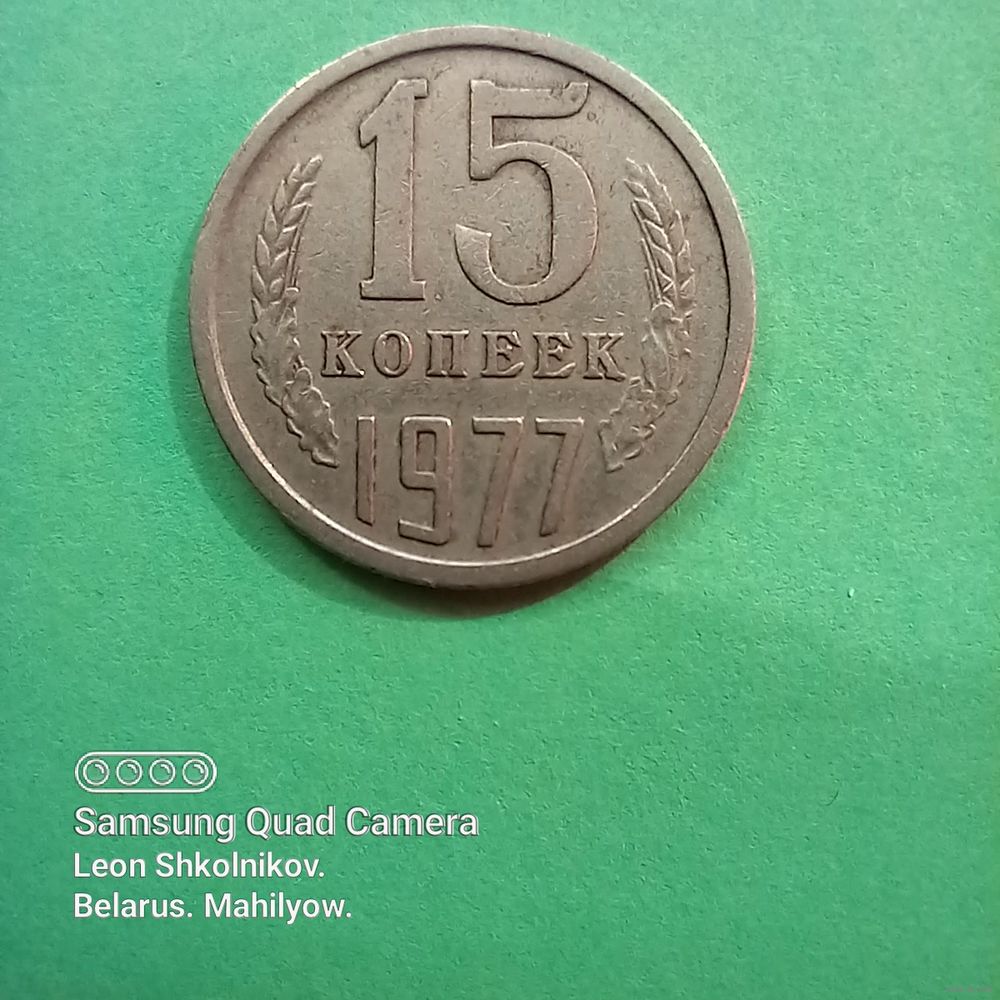 15
КОПЕЕК
1977
Samsung Quad Camera
Leon Shkolnikov.
Belarus. Mahilyow.